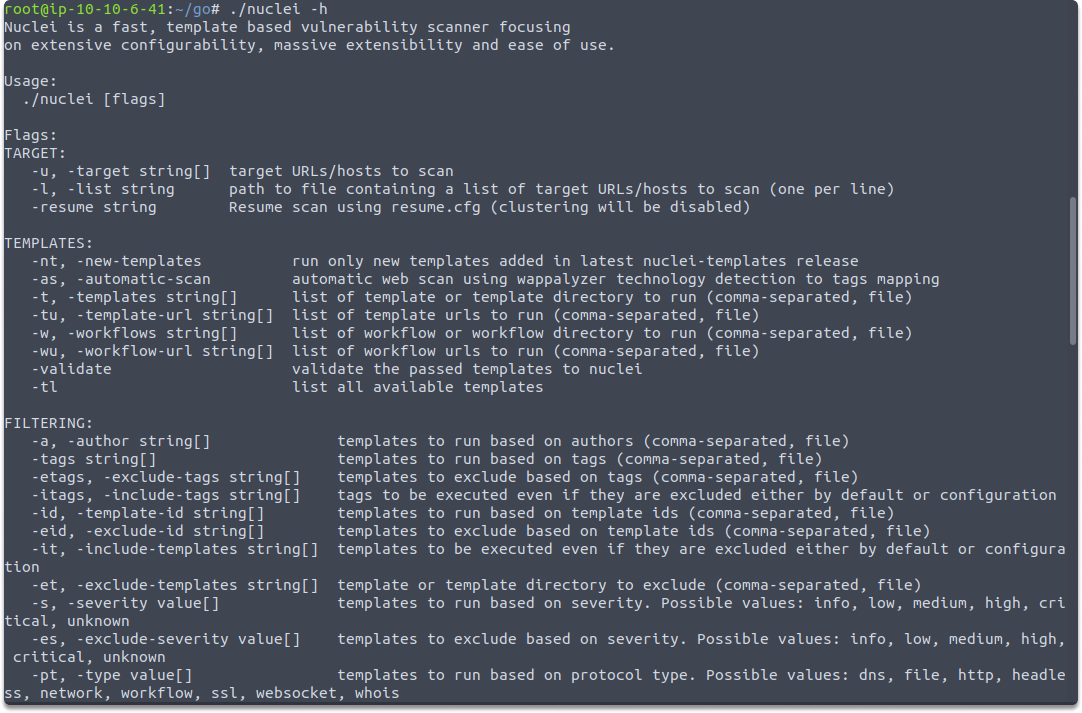 root@ip-10-10-6-41:~/go# ./nuclei -h
Nuclei is a fast, template based vulnerability scanner focusing
on extensive configurability, massive extensibility and ease of use.
Usage:
  ./nuclei [flags]
Flags:
TARGET:
   -u, -target string[]  target URLs/hosts to scan
   -l, -list string      path to file containing a list of target URLs/hosts to scan (one per line)
   -resume string        Resume scan using resume.cfg (clustering will be disabled)
TEMPLATES:
   -nt, -new-templates          run only new templates added in latest nuclei-templates release
   -as, -automatic-scan         automatic web scan using wappalyzer technology detection to tags mapping
   -t, -templates string[]      list of template or template directory to run (comma-separated, file)
   -tu, -template-url string[]  list of template urls to run (comma-separated, file)
   -w, -workflows string[]      list of workflow or workflow directory to run (comma-separated, file)
   -wu, -workflow-url string[]  list of workflow urls to run (comma-separated, file)
   -validate                    validate the passed templates to nuclei
   -tl                          list all available templates
FILTERING:
   -a, -author string[]              templates to run based on authors (comma-separated, file)
   -tags string[]                    templates to run based on tags (comma-separated, file)
   -etags, -exclude-tags string[]    templates to exclude based on tags (comma-separated, file)
   -itags, -include-tags string[]    tags to be executed even if they are excluded either by default or configuration
   -id, -template-id string[]        templates to run based on template ids (comma-separated, file)
   -eid, -exclude-id string[]        templates to exclude based on template ids (comma-separated, file)
   -it, -include-templates string[]  templates to be executed even if they are excluded either by default or configura
tion
   -et, -exclude-templates string[]  template or template directory to exclude (comma-separated, file)
   -s, -severity value[]             templates to run based on severity. Possible values: info, low, medium, high, cri
tical, unknown
   -es, -exclude-severity value[]    templates to exclude based on severity. Possible values: info, low, medium, high,
 critical, unknown
   -pt, -type value[]                templates to run based on protocol type. Possible values: dns, file, http, headle
ss, network, workflow, ssl, websocket, whois